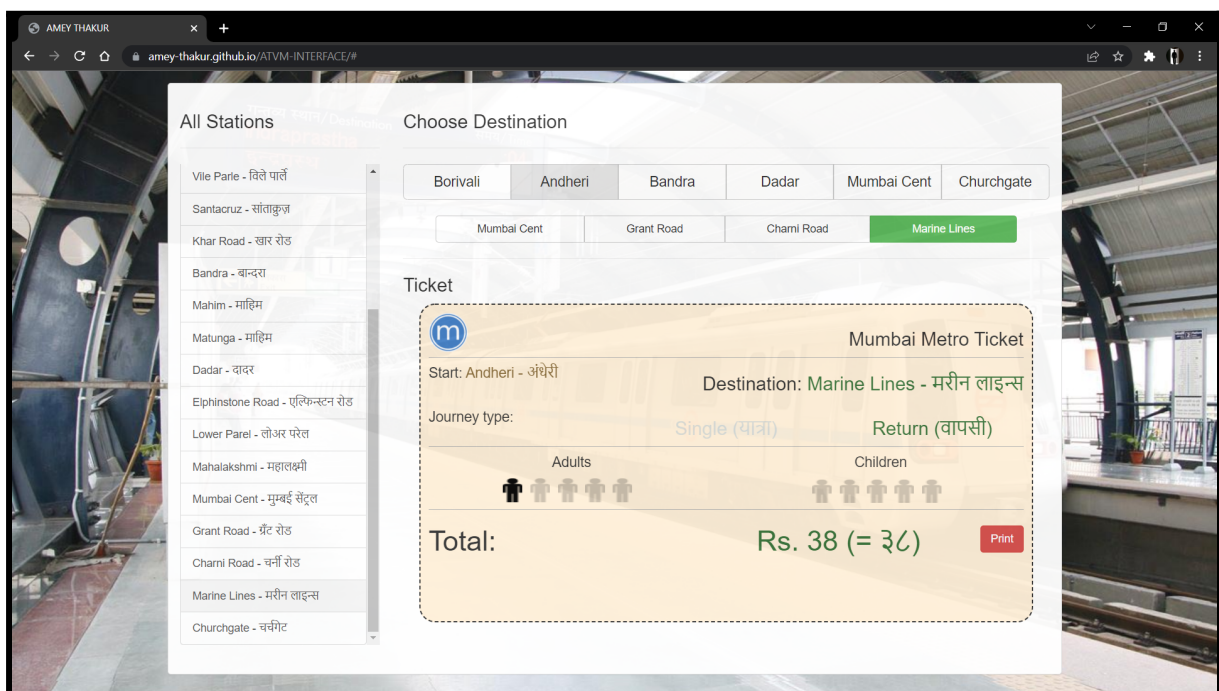 AMEY THAKUR
amey-thakur.github.io/ATVM-INTERFACE/#
All Stations
Vile Parle - विले पार्ले
Santacruz - सांताक्रुज़
Khar Road - खार रोड
Bandra - बान्दरा
Mahim - माहिम
Matunga - माहिम
Dadar - दादर
Elphinstone Road - एल्फिन्स्टन रोड
Lower Parel - लोअर परेल
Mahalakshmi - महालक्ष्मी
Mumbai Cent - मुम्बई सेंट्रल
Grant Road - ग्रँट रोड
Charni Road - चर्नी रोड
Marine Lines - मरीन लाइन्स
Churchgate - चर्चगेट
Choose Destination
Borivali Andheri Bandra Dadar Mumbai Cent Churchgate
Mumbai Cent Grant Road Charni Road Marine Lines
Ticket
m
Mumbai Metro Ticket
Start: Andheri - अंधेरी
Destination: Marine Lines - मरीन लाइन्स
Journey type:
Single (यात्रा) Return (वापसी)
Adults Children
Total: Rs. 38 (= ३८) Print